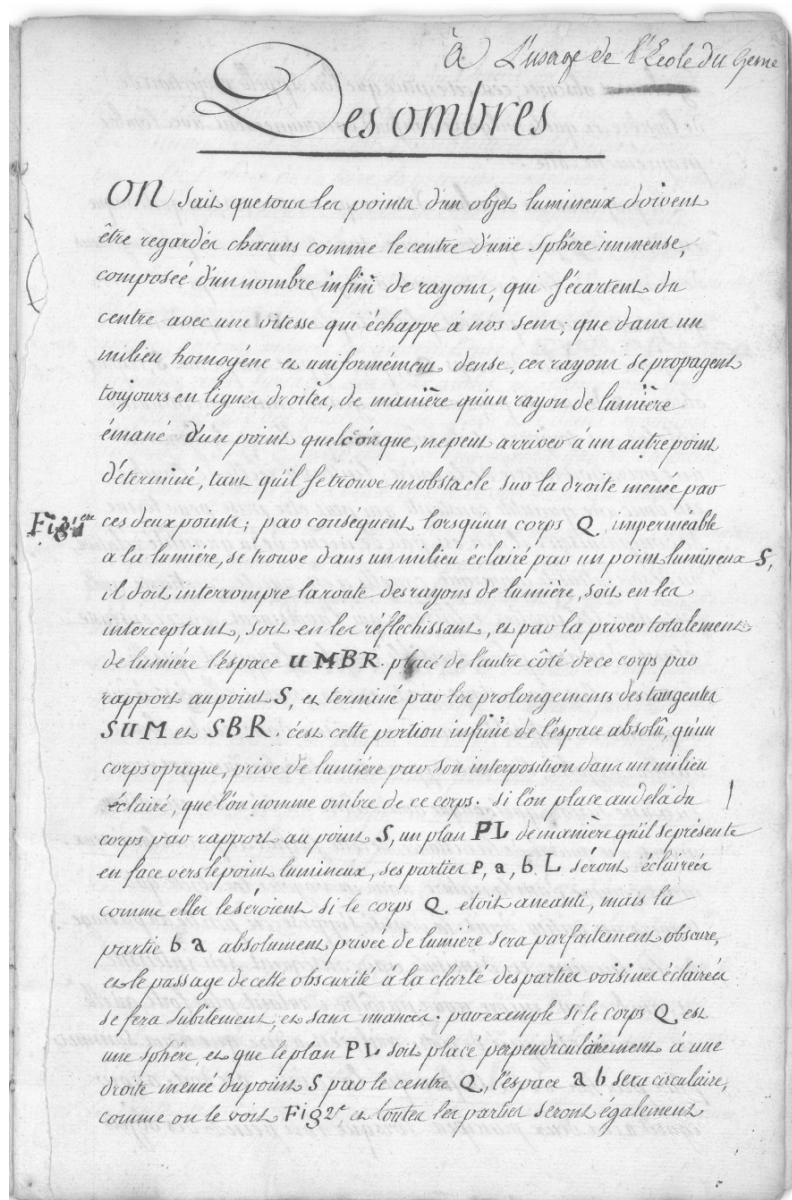 à L'usage de l'Ecole du Genie
Des ombres
ON sait que tous les points d'un objet lumineux doivent
être regardés chacuns comme le centre d'une sphère immense,
composée d'un nombre infini de rayons, qui s'écartent du
centre avec une vitesse qui échappe à nos sens; que dans un
milieu homogéne et uniformément dense, ces rayons se propagent
toujours en lignes droites, de manière qu'un rayon de lumière
émané d'un point quelconque, ne peut arriver à un autre point
déterminé, tant qu'il se trouve un obstacle sur la droite menée par
Fig. 1ere
ces deux points; par conséquent lorsqu'un corps Q, imperméable
a la lumiére, se trouve dans un milieu éclairé par un point lumineux S,
il doit interrompre la route des rayons de lumière, soit en les
interceptant, soit en les réflechissant, et par la priver totalement
de lumiére l'espace UMBR. placé de l'autre côté de ce corps par
rapport au point S, et terminé par les prolongements des tangentes
SUM et SBR. c'est cette portion infinie de l'espace absolû, qu'un
corps opaque, prive de lumiére par son interposition dans un milieu
éclairé, que l'on nomme ombre de ce corps. si l'on place au delà du
corps par rapport au point S, un plan PL de manière qu'il se présente
en face vers le point lumineux, ses parties P, a, b, L séront éclairées
comme elles le séroient si le corps Q etoit aneanti, mais la
partie b a absolument privée de lumière sera parfaitement obscure,
et le passage de cette obscurité à la clarté des parties voisines éclairées
se fera subitement, et sans nuances. par exemple si le corps Q est
une sphère, et que le plan PL soit placé perpendiculairement à une
droite menée du point S par le centre Q, l'espace a b sera circulaire,
comme on le voit Fig 2e et toutes les parties seront également